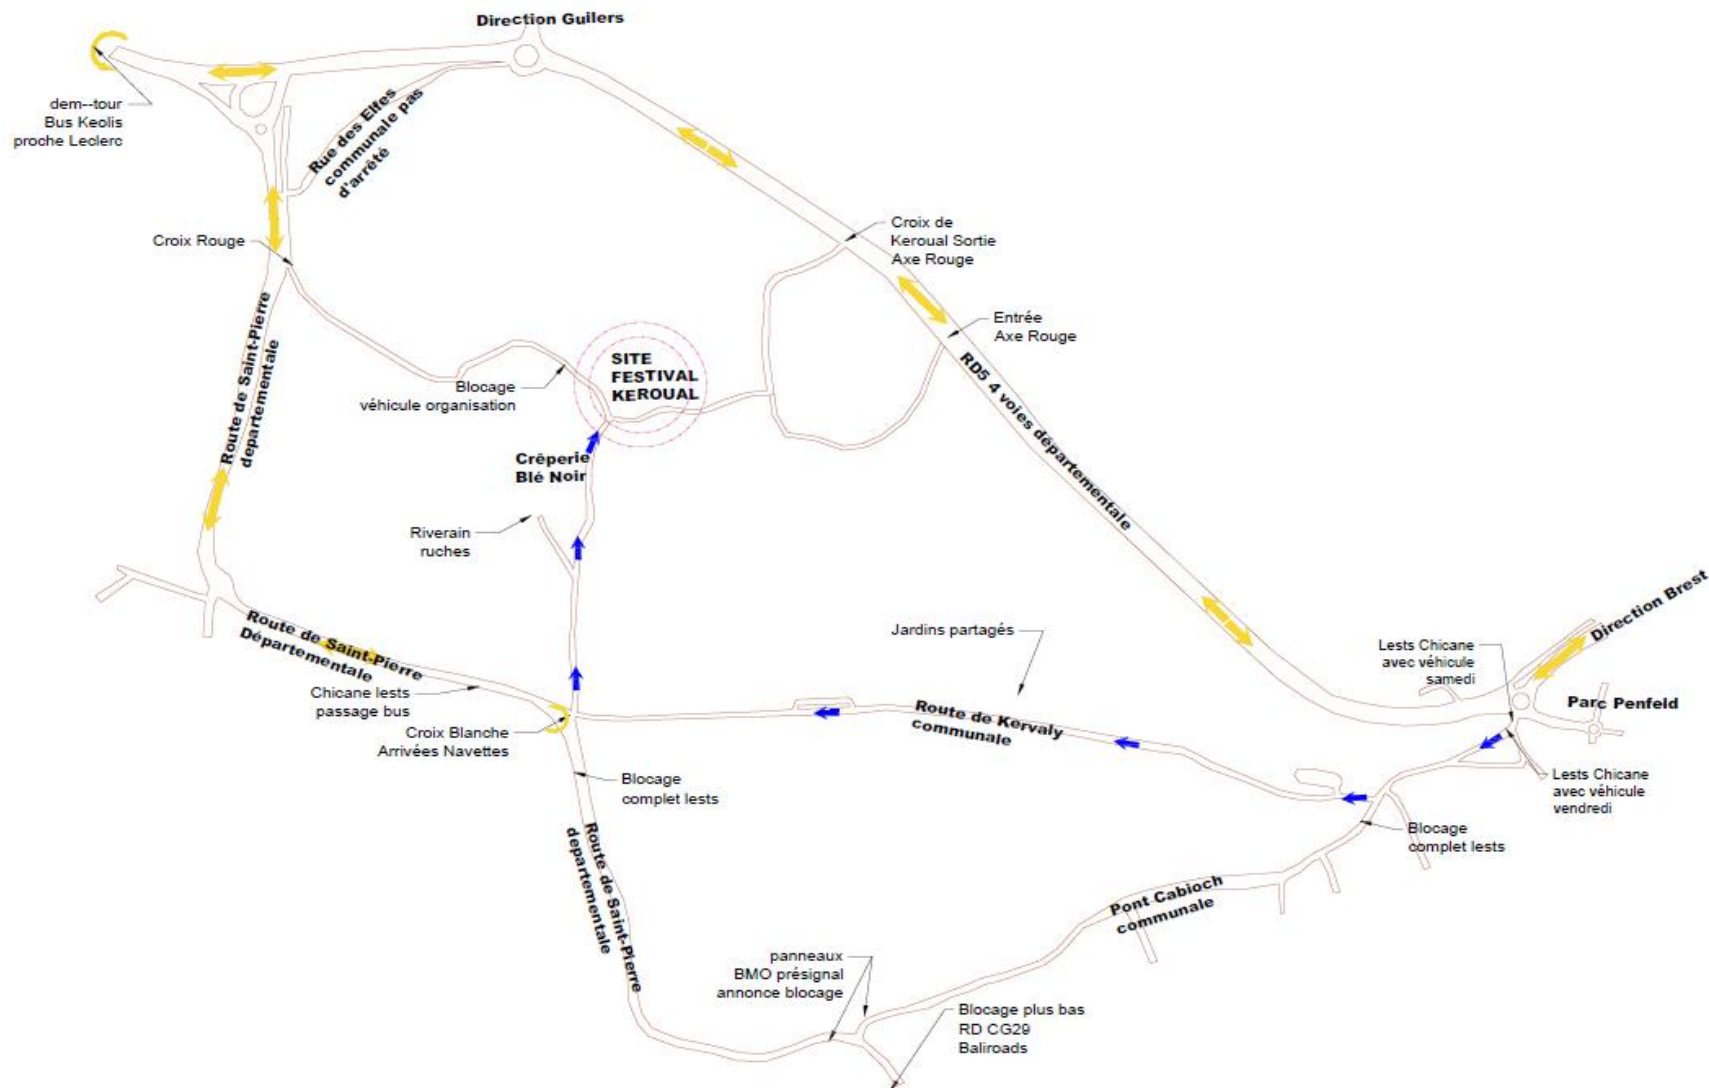 Direction Guilers
dem--tour
Bus Keolis
proche Leclerc
Rue des Elfes
communale pas
d'arrêté
Croix Rouge
Croix de
Keroual Sortie
Axe Rouge
Entrée
Axe Rouge
Route de Saint-Pierre
departementale
SITE
FESTIVAL
KEROUAL
Blocage
véhicule organisation
RD5 4 voies départementale
Crêperie
Blé Noir
Riverain
ruches
Route de Saint-Pierre
Départementale
Chicane lests
passage bus
Croix Blanche
Arrivées Navettes
Jardins partagés
Route de Kervaly
communale
Direction Brest
Lests Chicane
avec véhicule
samedi
Parc Penfeld
Lests Chicane
avec véhicule
vendredi
Blocage
complet lests
Blocage
complet lests
Route de Saint-Pierre
departementale
Pont Cabioch
communale
panneaux
BMO présignal
annonce blocage
Blocage plus bas
RD CG29
Baliroads